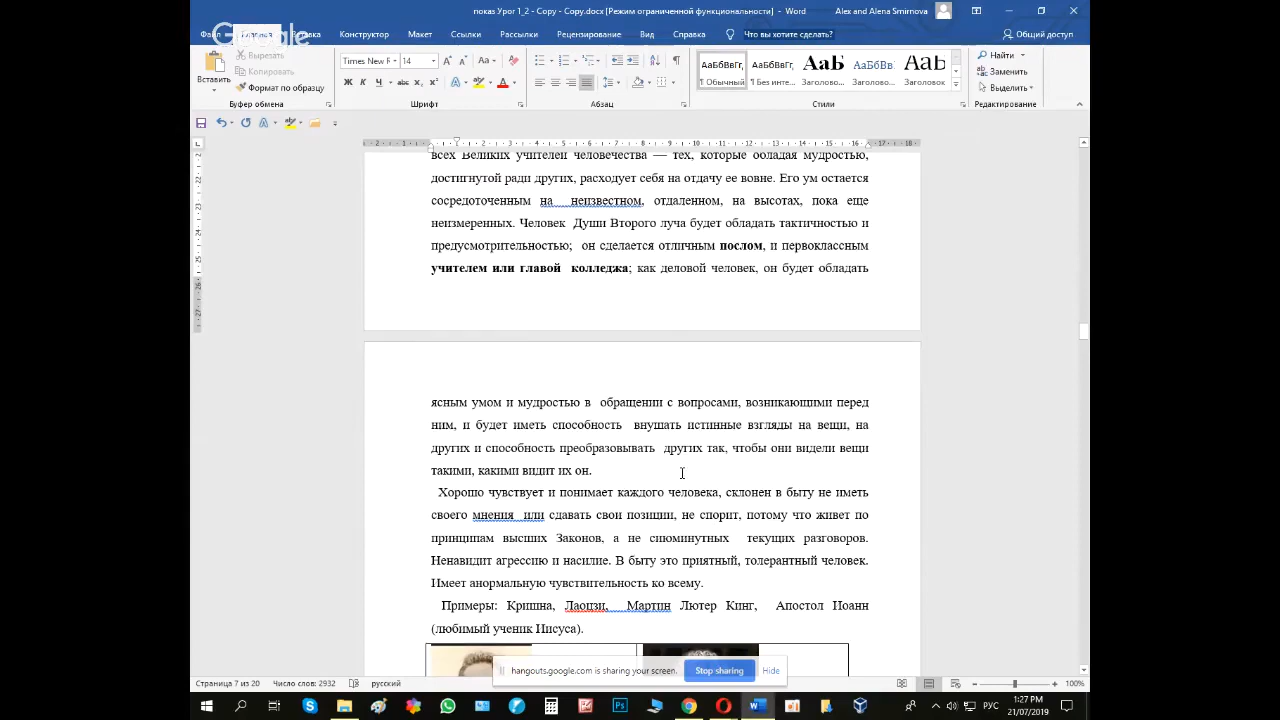 показ Урог 1_2 - Copy - Copy.docx [Режим ограниченной функциональности] - Word
Alex and Alena Smirnova
Google
Конструктор Макет Ссылки Рассылки Рецензирование Вид Справка Что вы хотите сделать? Общий доступ
Вставить
Вырезать
Копировать
Формат по образцу
Буфер обмена
Times New R 14
Ж К Ч abc X₂ X²
Шрифт
Абзац
АаБбВвГг, АаБбВвГг, АаЬ АаБбВв. АаЬ
¶ Обычный ¶ Без инте... Заголово... Заголово... Заголовок
Стили
Найти
Заменить
Выделить
Редактирование
всех Великих учителей человечества — тех, которые обладая мудростью,
достигнутой ради других, расходует себя на отдачу ее вовне. Его ум остается
сосредоточенным на неизвестном, отдаленном, на высотах, пока еще
неизмеренных. Человек Души Второго луча будет обладать тактичностью и
предусмотрительностью; он сделается отличным послом, и первоклассным
учителем или главой колледжа; как деловой человек, он будет обладать
ясным умом и мудростью в обращении с вопросами, возникающими перед
ним, и будет иметь способность внушать истинные взгляды на вещи, на
других и способность преобразовывать других так, чтобы они видели вещи
такими, какими видит их он.
Хорошо чувствует и понимает каждого человека, склонен в быту не иметь
своего мнения или сдавать свои позиции, не спорит, потому что живет по
принципам высших Законов, а не сиюминутных текущих разговоров.
Ненавидит агрессию и насилие. В быту это приятный, толерантный человек.
Имеет анормальную чувствительность ко всему.
Примеры: Кришна, Лаоцзи, Мартин Лютер Кинг, Апостол Иоанн
(любимый ученик Иисуса).
hangouts.google.com is sharing your screen. Stop sharing Hide
Страница 7 из 20 Число слов: 2932 русский 100%
РУС 1:27 PM
21/07/2019